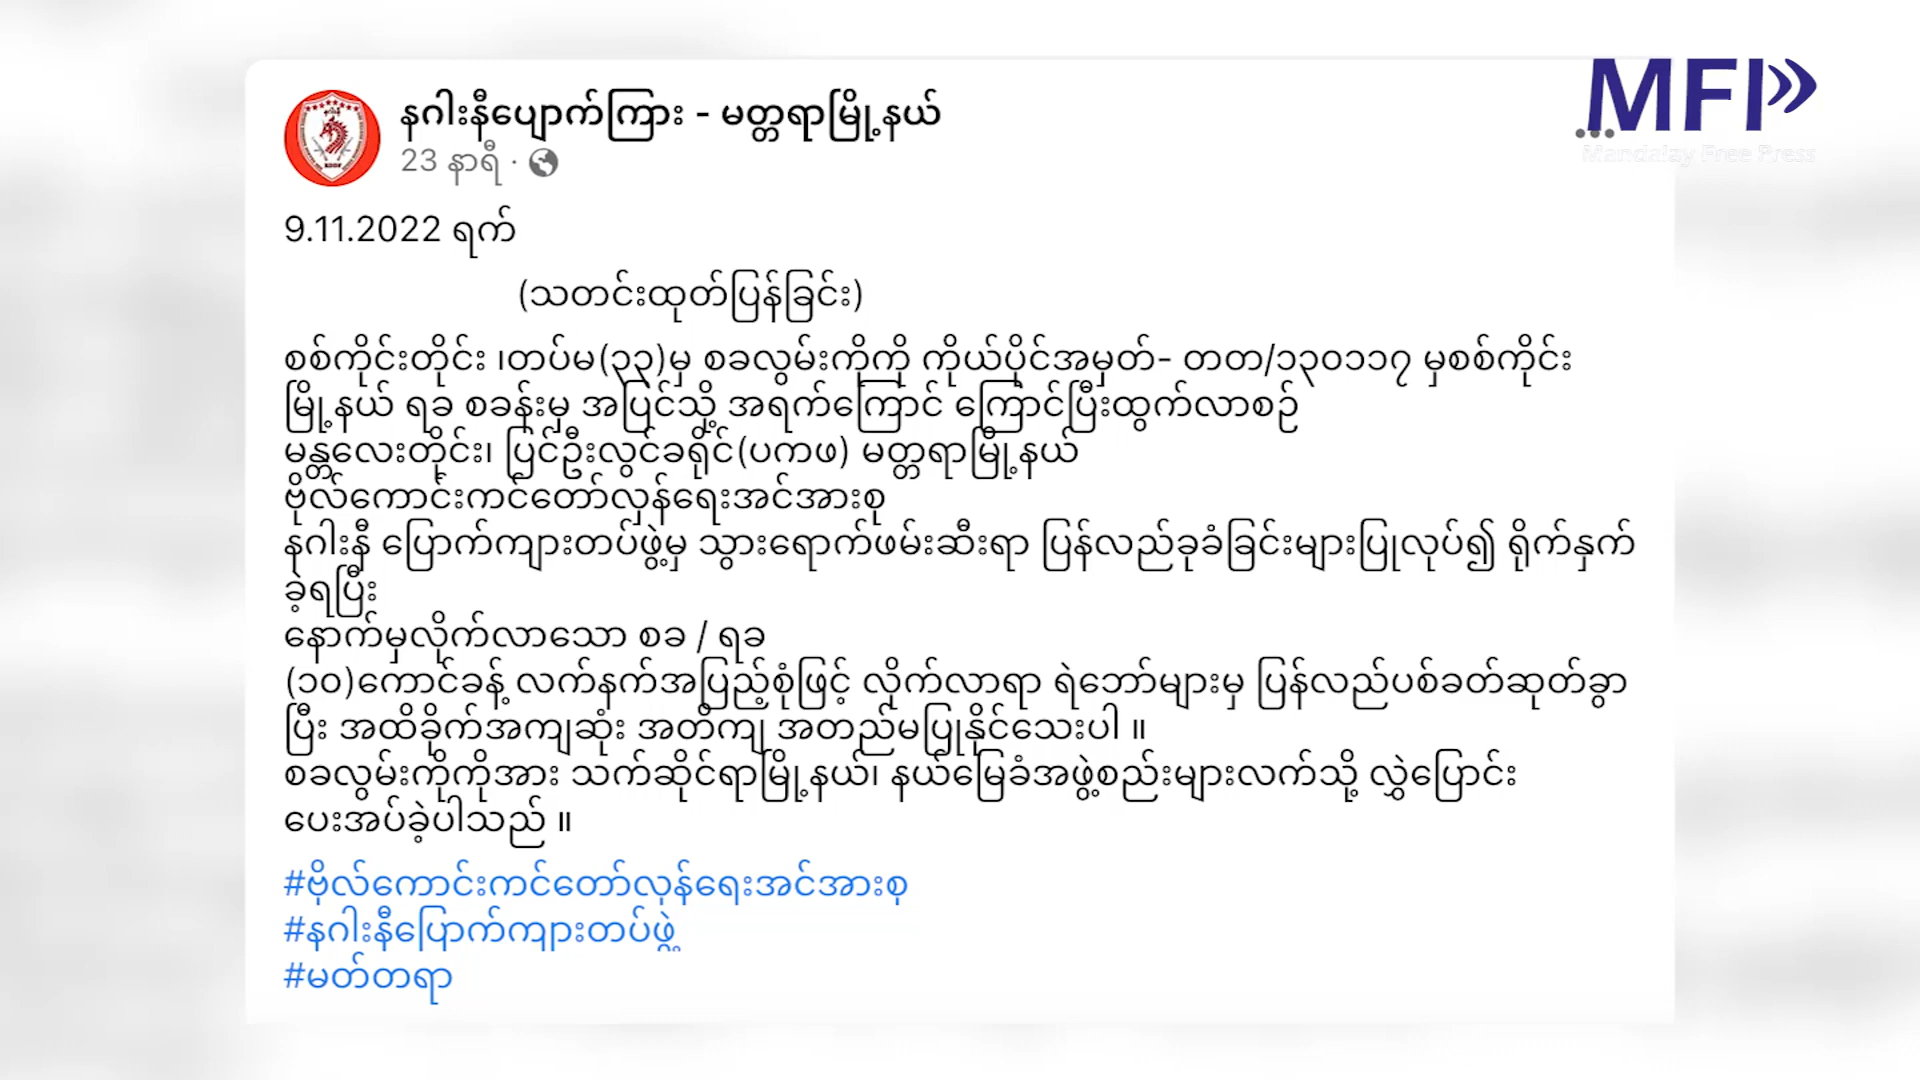 နဂါးနီပျောက်ကြား - မတ္တရာမြို့နယ်
23 နာရီ ·
9.11.2022 ရက်
(သတင်းထုတ်ပြန်ခြင်း)
စစ်ကိုင်းတိုင်း ၊တပ်မ(၃၃)မှ စခလွမ်းကိုကို ကိုယ်ပိုင်အမှတ်- တတ/၁၃၀၁၁၇ မှစစ်ကိုင်း
မြို့နယ် ရခ စခန်းမှ အပြင်သို့ အရက်ကြောင် ကြောင်ပြီးထွက်လာစဉ်
မန္တလေးတိုင်း၊ ပြင်ဦးလွင်ခရိုင်(ပကဖ) မတ္တရာမြို့နယ်
ဗိုလ်ကောင်းကင်တော်လှန်ရေးအင်အားစု
နဂါးနီ ပြောက်ကျားတပ်ဖွဲ့မှ သွားရောက်ဖမ်းဆီးရာ ပြန်လည်ခုခံခြင်းများပြုလုပ်၍ ရိုက်နှက်
ခဲ့ရပြီး
နောက်မှလိုက်လာသော စခ / ရခ
(၁၀)ကောင်ခန့် လက်နက်အပြည့်စုံဖြင့် လိုက်လာရာ ရဲဘော်များမှ ပြန်လည်ပစ်ခတ်ဆုတ်ခွာ
ပြီး အထိခိုက်အကျဆုံး အတိကျ အတည်မပြုနိုင်သေးပါ ။
စခလွမ်းကိုကိုအား သက်ဆိုင်ရာမြို့နယ်၊ နယ်မြေခံအဖွဲ့စည်းများလက်သို့ လွှဲပြောင်း
ပေးအပ်ခဲ့ပါသည် ။
#ဗိုလ်ကောင်းကင်တော်လှန်ရေးအင်အားစု
#နဂါးနီပြောက်ကျားတပ်ဖွဲ့
#မတ်တရာ
MFP
Mandalay Free Press